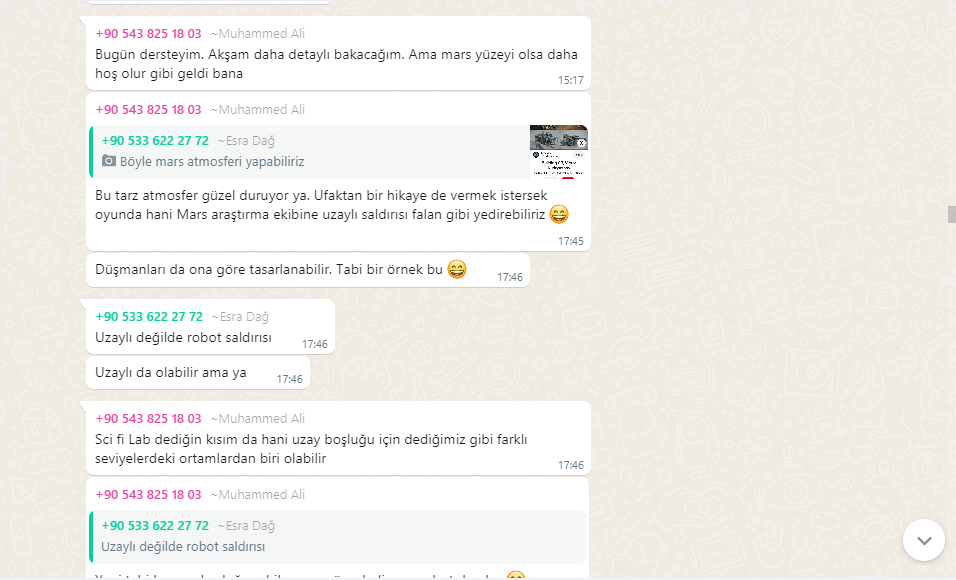 +90 543 825 18 03 ~Muhammed Ali
Bugün dersteyim. Akşam daha detaylı bakacağım. Ama mars yüzeyi olsa daha
hoş olur gibi geldi bana
15:17
+90 543 825 18 03 ~Muhammed Ali
+90 533 622 27 72 ~Esra Dağ
Böyle mars atmosferi yapabiliriz
Bu tarz atmosfer güzel duruyor ya. Ufaktan bir hikaye de vermek istersek
oyunda hani Mars araştırma ekibine uzaylı saldırısı falan gibi yedirebiliriz 😄
17:45
Düşmanları da ona göre tasarlanabilir. Tabi bir örnek bu 😄
17:46
+90 533 622 27 72 ~Esra Dağ
Uzaylı değilde robot saldırısı
17:46
Uzaylı da olabilir ama ya
17:46
+90 543 825 18 03 ~Muhammed Ali
Sci fi Lab dediğin kısım da hani uzay boşluğu için dediğimiz gibi farklı
seviyelerdeki ortamlardan biri olabilir
17:46
+90 543 825 18 03 ~Muhammed Ali
+90 533 622 27 72 ~Esra Dağ
Uzaylı değilde robot saldırısı